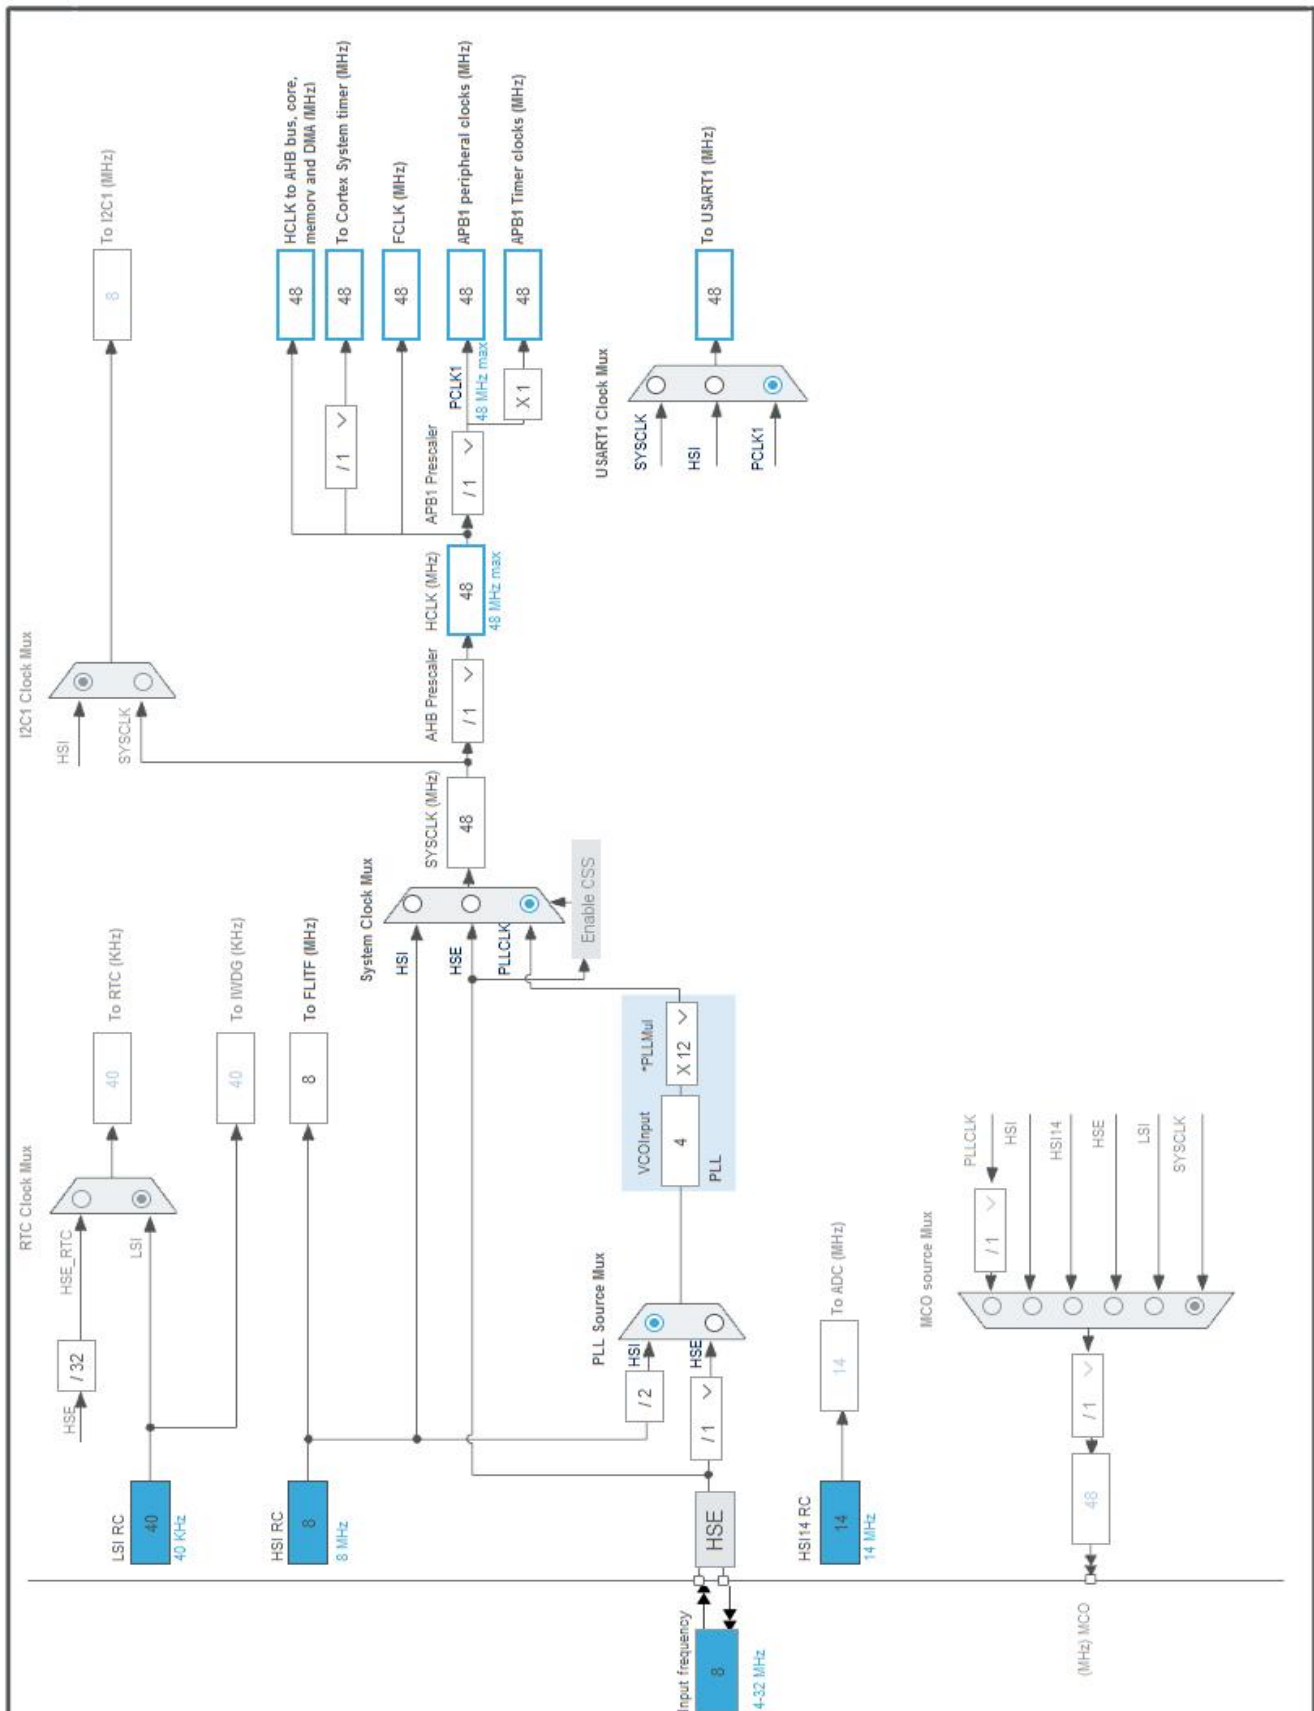 RTC Clock Mux
HSE
/ 32
HSE_RTC
LSI
40
To RTC (KHz)
LSI RC
40
40 KHz
40
To IWDG (KHz)
HSI RC
8
8 MHz
8
To FLITF (MHz)
I2C1 Clock Mux
HSI
SYSCLK
8
To I2C1 (MHz)
System Clock Mux
HSI
HSE
PLLCLK
Enable CSS
SYSCLK (MHz)
48
AHB Prescaler
/ 1
HCLK (MHz)
48
48 MHz max
APB1 Prescaler
/ 1
PCLK1
48 MHz max
/ 1
X 1
48
HCLK to AHB bus, core,
memory and DMA (MHz)
48
To Cortex System timer (MHz)
48
FCLK (MHz)
48
APB1 peripheral clocks (MHz)
48
APB1 Timer clocks (MHz)
PLL Source Mux
/ 2
HSI
HSE
/ 1
VCOInput
4
*PLLMul
X 12
PLL
Input frequency
8
4-32 MHz
HSE
HSI14 RC
14
14 MHz
14
To ADC (MHz)
USART1 Clock Mux
SYSCLK
HSI
PCLK1
48
To USART1 (MHz)
MCO source Mux
(MHz) MCO
48
/ 1
/ 1
PLLCLK
HSI
HSI14
HSE
LSI
SYSCLK